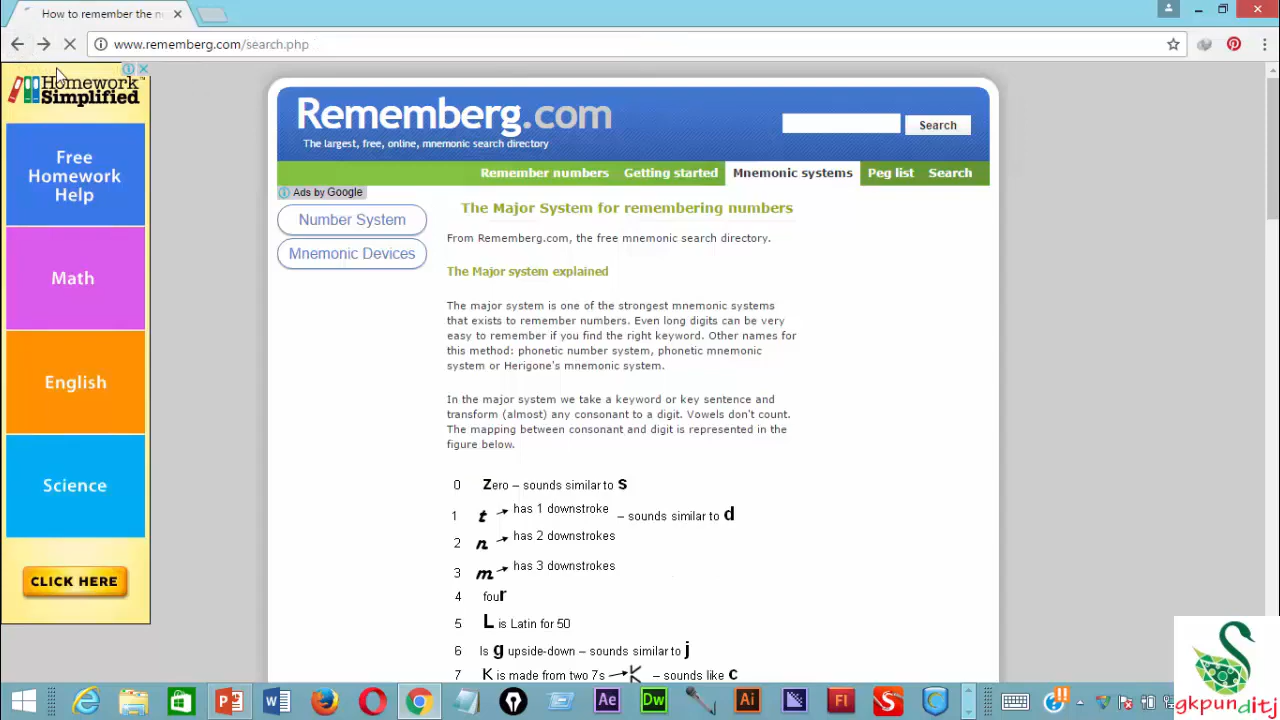 How to remember the nu
www.rememberg.com/search.php
Homework
Simplified
Free
Homework
Help
Math
English
Science
CLICK HERE
Rememberg.com
The largest, free, online, mnemonic search directory
Search
Remember numbers
Getting started
Mnemonic systems
Peg list
Search
Ads by Google
Number System
Mnemonic Devices
The Major System for remembering numbers
From Rememberg.com, the free mnemonic search directory.
The Major system explained
The major system is one of the strongest mnemonic systems
that exists to remember numbers. Even long digits can be very
easy to remember if you find the right keyword. Other names for
this method: phonetic number system, phonetic mnemonic
system or Herigone's mnemonic system.
In the major system we take a keyword or key sentence and
transform (almost) any consonant to a digit. Vowels don't count.
The mapping between consonant and digit is represented in the
figure below.
0 Zero – sounds similar to s
1 t has 1 downstroke – sounds similar to d
2 n has 2 downstrokes
3 m has 3 downstrokes
4 four
5 L is Latin for 50
6 Is g upside-down – sounds similar to j
7 K is made from two 7s K – sounds like c
Ae
Dw
Ai
Fl
gkpunditj